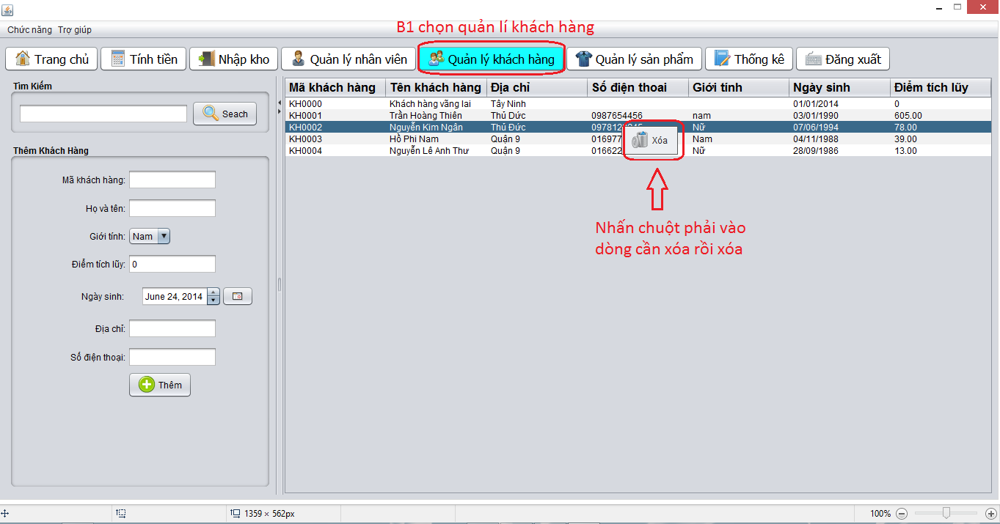 B1 chọn quản lí khách hàng
Chức năng Trợ giúp
Trang chủ Tính tiền Nhập kho Quản lý nhân viên Quản lý khách hàng Quản lý sản phẩm Thống kê Đăng xuất
Tìm Kiếm
Seach
Thêm Khách Hàng
Mã khách hàng:
Họ và tên:
Giới tính: Nam
Điểm tích lũy: 0
Ngày sinh: June 24, 2014
Địa chỉ:
Số điện thoại:
Thêm
Mã khách hàng Tên khách hàng Địa chỉ Số điện thoại Giới tính Ngày sinh Điểm tích lũy
KH0000 Khách hàng vãng lai Tây Ninh 01/01/2014 0
KH0001 Trần Hoàng Thiên Thủ Dức 0987654456 nam 03/01/1990 605.00
KH0002 Nguyễn Kim Ngân Thủ Đức Nữ 07/06/1994 78.00
KH0003 Hồ Phi Nam Quận 9 016977 Nam 04/11/1988 39.00
KH0004 Nguyễn Lê Anh Thư Quận 9 016622 Nữ 28/09/1986 13.00
Xóa
Nhấn chuột phải vào
dòng cần xóa rồi xóa
1359 × 562px
100%